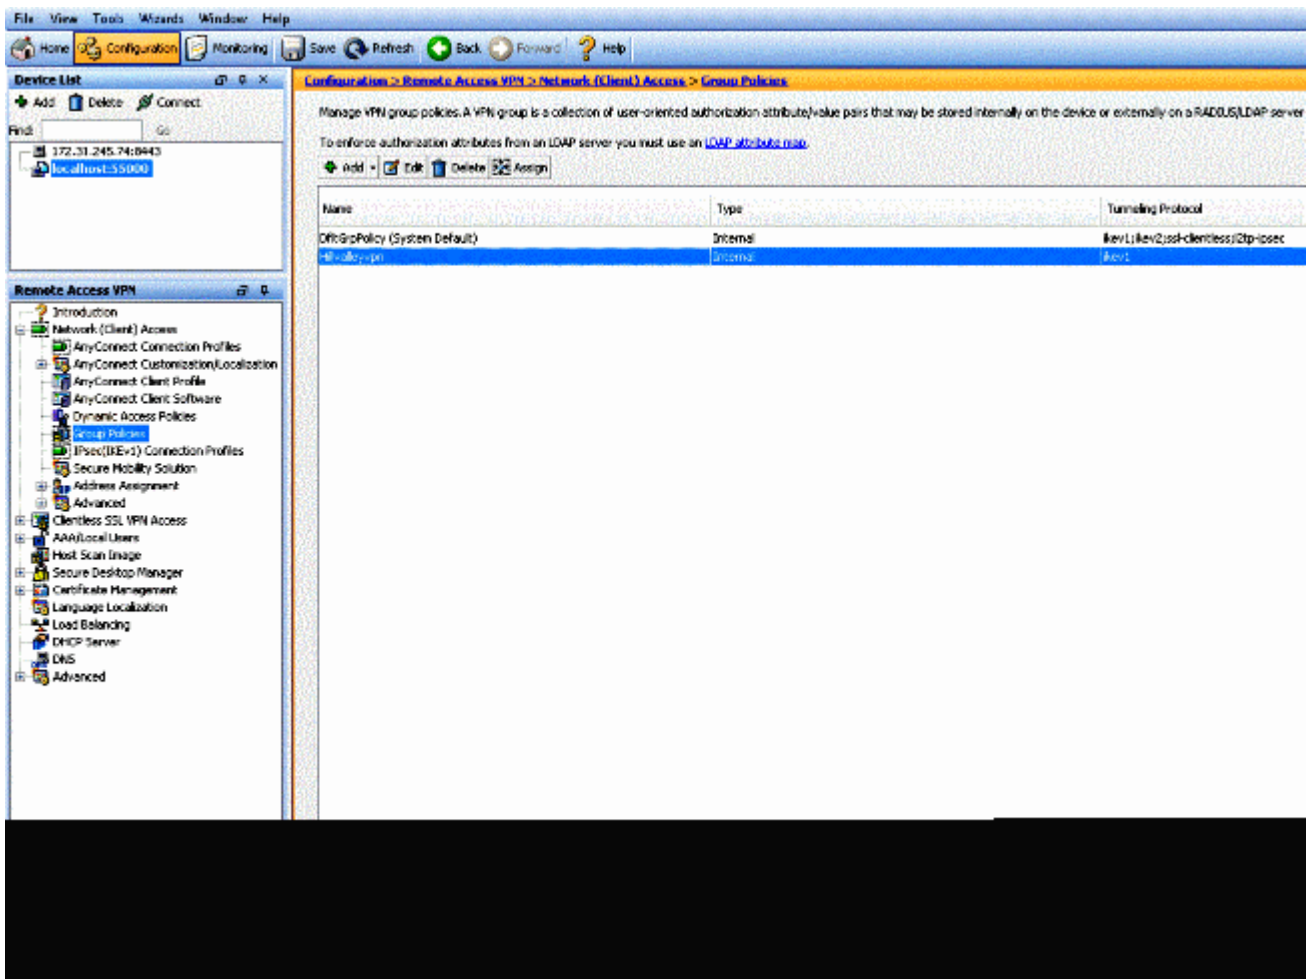 File View Tools Wizards Window Help
Home Configuration Monitoring Save Refresh Back Forward Help
Device List
Add Delete Connect
Find: Go
172.31.245.74:8443
localhost:55000
Remote Access VPN
Introduction
Network (Client) Access
AnyConnect Connection Profiles
AnyConnect Customization/Localization
AnyConnect Client Profile
AnyConnect Client Software
Dynamic Access Policies
Group Policies
IPsec(IKEv1) Connection Profiles
Secure Mobility Solution
Address Assignment
Advanced
Clientless SSL VPN Access
AAA/Local Users
Host Scan Image
Secure Desktop Manager
Certificate Management
Language Localization
Load Balancing
DHCP Server
DNS
Advanced
Configuration > Remote Access VPN > Network (Client) Access > Group Policies
Manage VPN group policies. A VPN group is a collection of user-oriented authorization attribute/value pairs that may be stored internally on the device or externally on a RADIUS/LDAP server
To enforce authorization attributes from an LDAP server you must use an LDAP attribute map.
Add Edit Delete Assign
Name Type Tunneling Protocol
DfltGrpPolicy (System Default) Internal ikev1;ikev2;ssl-clientless;l2tp-ipsec
Hillvalleyvpn Internal ikev1